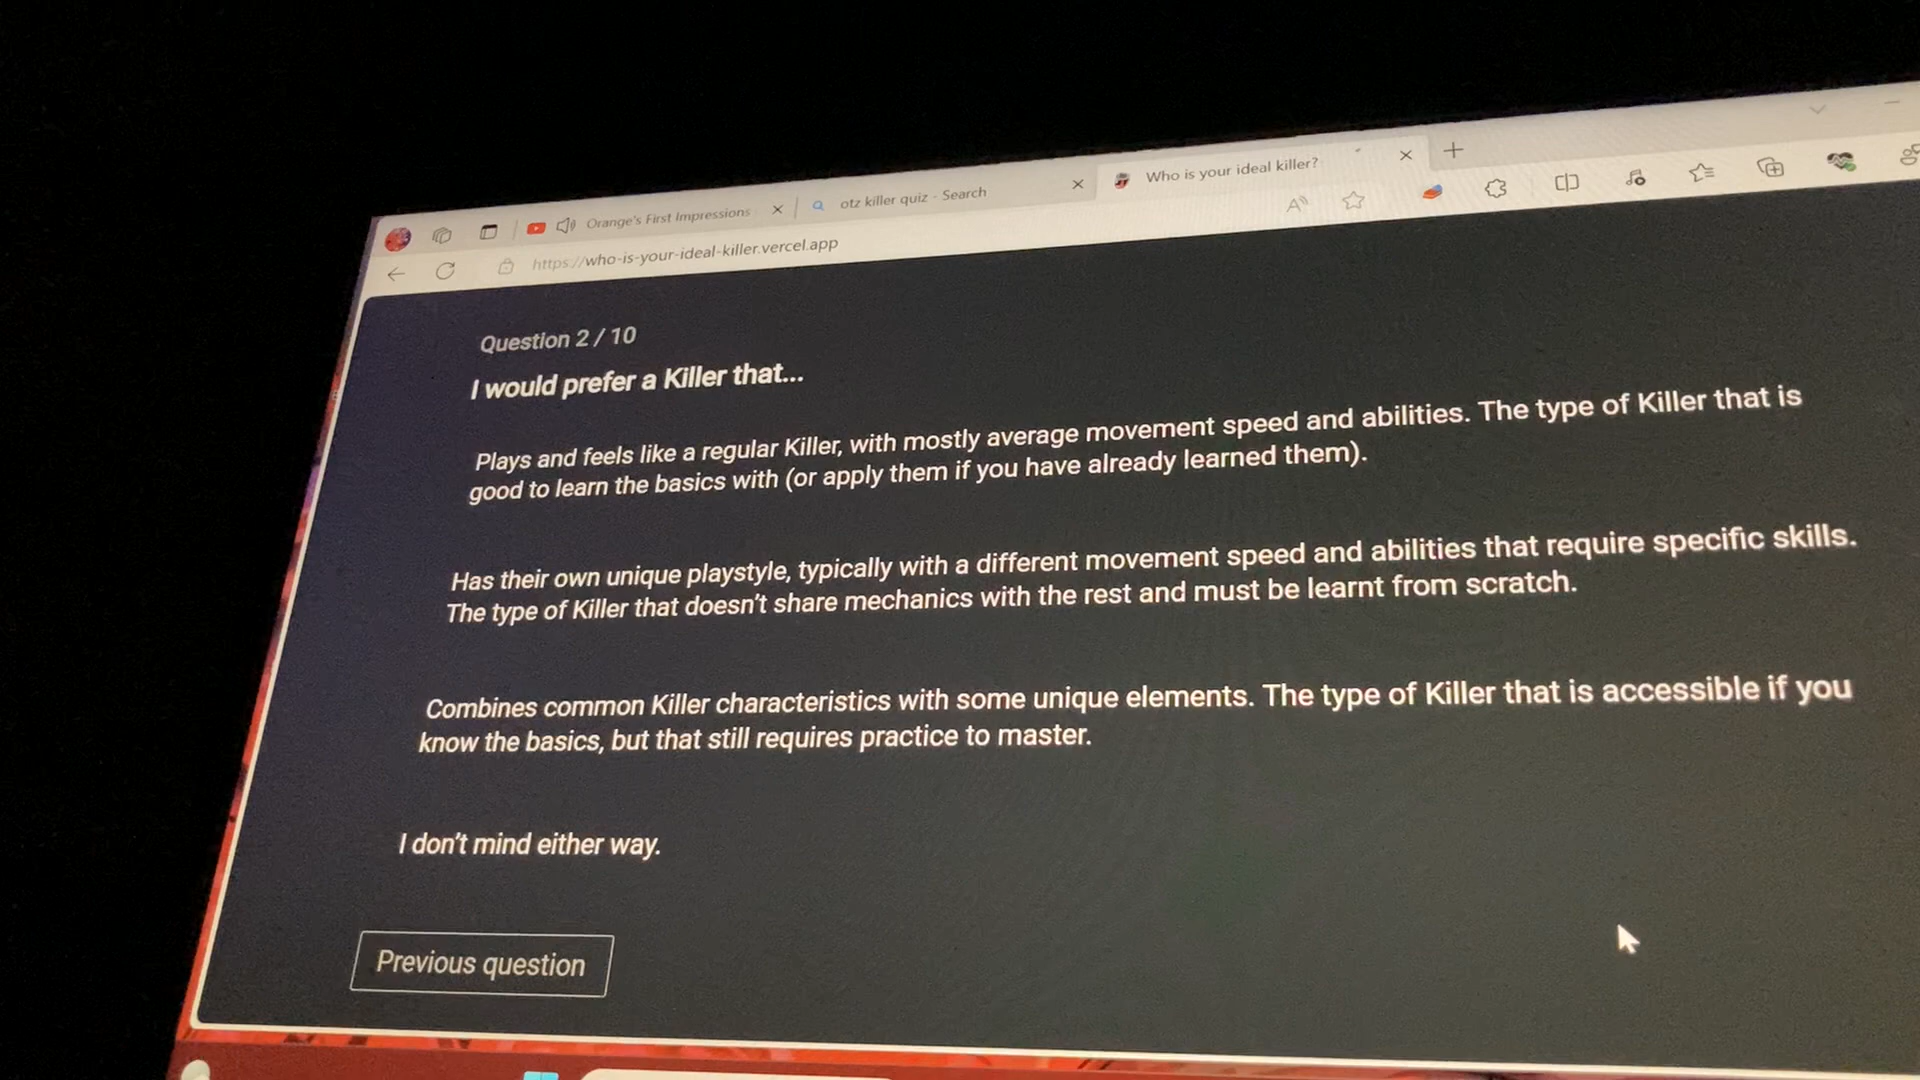 Orange's First Impressions
otz killer quiz - Search
Who is your ideal killer?
https://who-is-your-ideal-killer.vercel.app
Question 2 / 10
I would prefer a Killer that...
Plays and feels like a regular Killer, with mostly average movement speed and abilities. The type of Killer that is
good to learn the basics with (or apply them if you have already learned them).
Has their own unique playstyle, typically with a different movement speed and abilities that require specific skills.
The type of Killer that doesn't share mechanics with the rest and must be learnt from scratch.
Combines common Killer characteristics with some unique elements. The type of Killer that is accessible if you
know the basics, but that still requires practice to master.
I don't mind either way.
Previous question